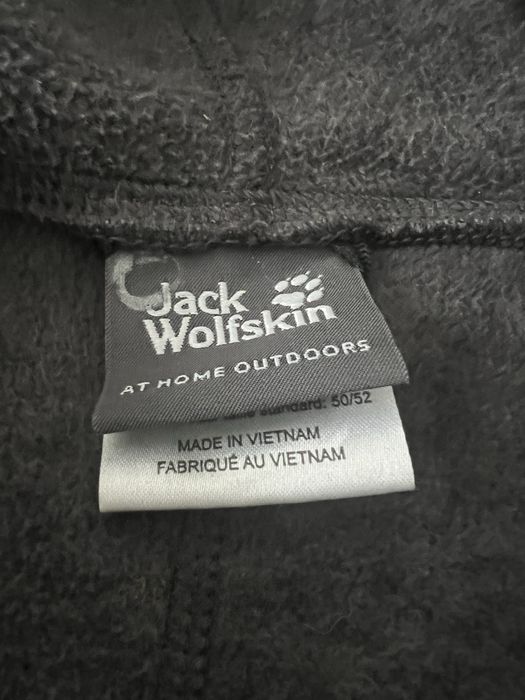 Jack
Wolfskin
AT HOME OUTDOORS
standard: 50/52
MADE IN VIETNAM
FABRIQUÉ AU VIETNAM